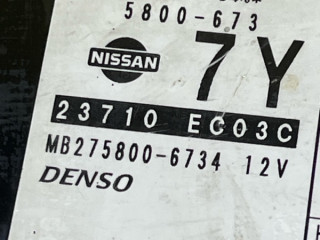 5800-673
NISSAN
7Y
23710 EC03C
MB275800-6734 12V
DENSO